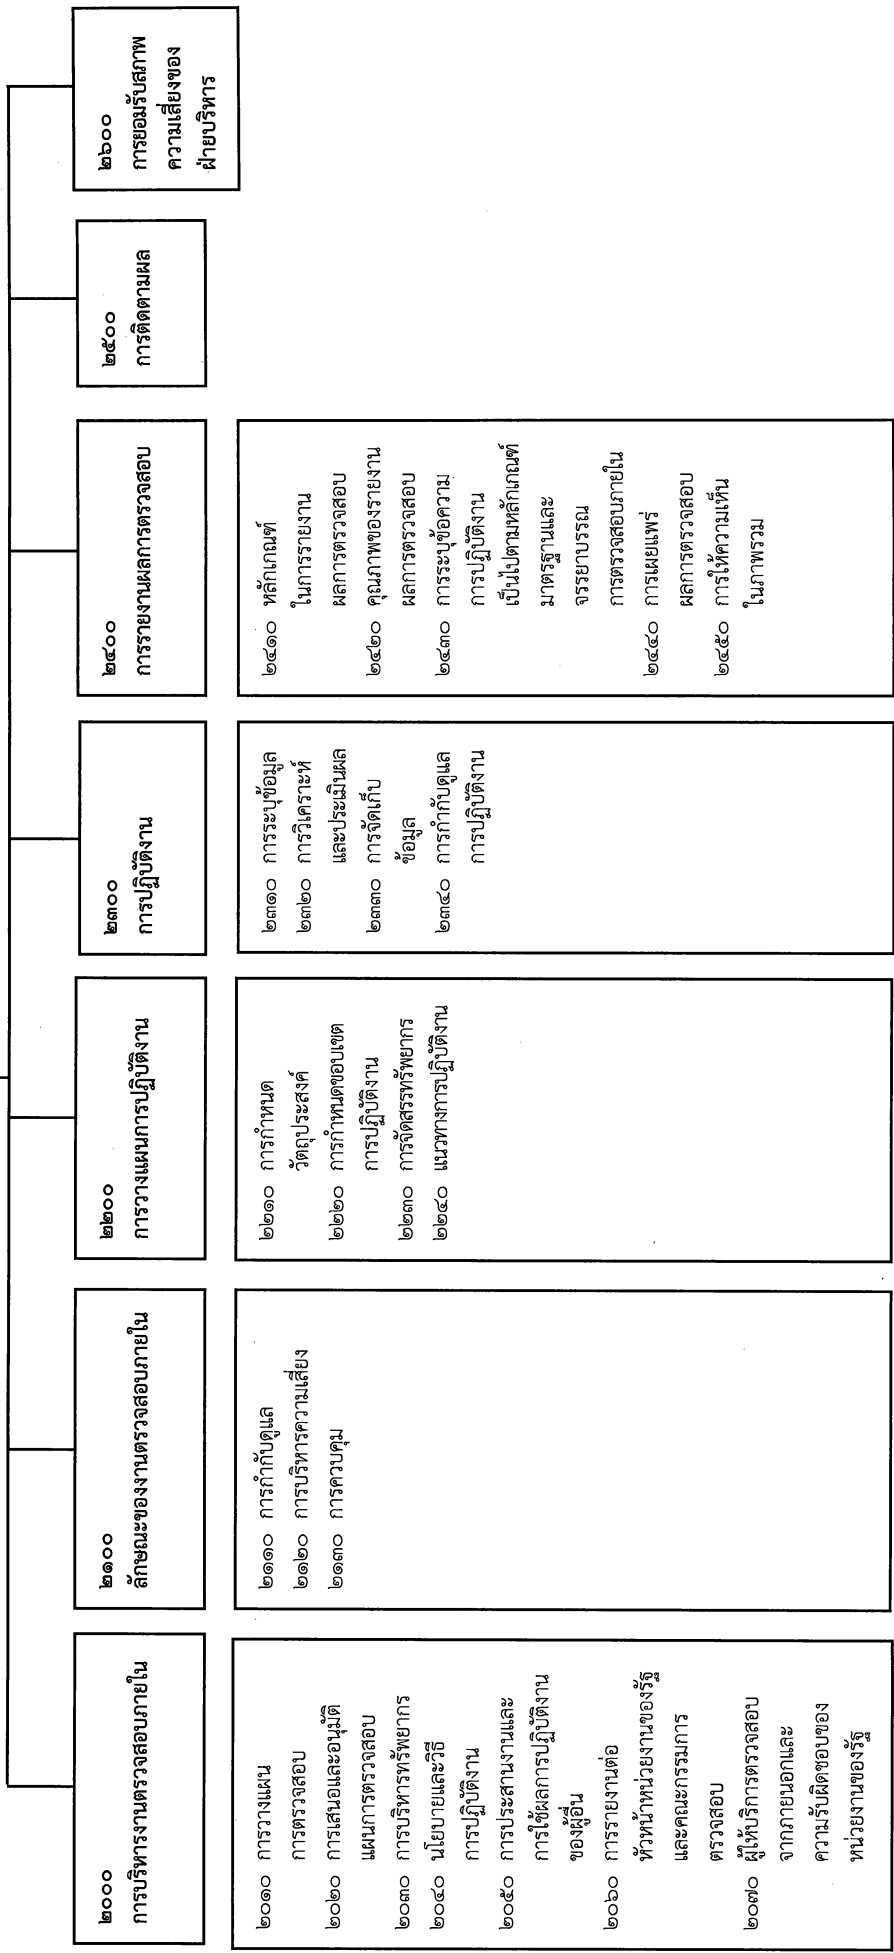 ๒๐๐๐
การบริหารงานตรวจสอบภายใน
๒๐๑๐ การวางแผน
การตรวจสอบ
๒๐๒๐ การเสนอและอนุมัติ
แผนการตรวจสอบ
๒๐๓๐ การบริหารทรัพยากร
๒๐๔๐ นโยบายและวิธี
การปฏิบัติงาน
๒๐๕๐ การประสานงานและ
การใช้ผลการปฏิบัติงาน
ของผู้อื่น
๒๐๖๐ การรายงานต่อ
หัวหน้าหน่วยงานของรัฐ
และคณะกรรมการ
ตรวจสอบ
๒๐๗๐ ผู้ให้บริการตรวจสอบ
จากภายนอกและ
ความรับผิดชอบของ
หน่วยงานของรัฐ
๒๑๐๐
ลักษณะของงานตรวจสอบภายใน
๒๑๑๐ การกำกับดูแล
๒๑๒๐ การบริหารความเสี่ยง
๒๑๓๐ การควบคุม
๒๒๐๐
การวางแผนการปฏิบัติงาน
๒๒๑๐ การกำหนด
วัตถุประสงค์
๒๒๒๐ การกำหนดขอบเขต
การปฏิบัติงาน
๒๒๓๐ การจัดสรรทรัพยากร
๒๒๔๐ แนวทางการปฏิบัติงาน
๒๓๐๐
การปฏิบัติงาน
๒๓๑๐ การระบุข้อมูล
๒๓๒๐ การวิเคราะห์
และประเมินผล
๒๓๓๐ การจัดเก็บ
ข้อมูล
๒๓๔๐ การกำกับดูแล
การปฏิบัติงาน
๒๔๐๐
การรายงานผลการตรวจสอบ
๒๔๑๐ หลักเกณฑ์
ในการรายงาน
ผลการตรวจสอบ
๒๔๒๐ คุณภาพของรายงาน
ผลการตรวจสอบ
๒๔๓๐ การระบุข้อความ
การปฏิบัติงาน
เป็นไปตามหลักเกณฑ์
มาตรฐานและ
จรรยาบรรณ
การตรวจสอบภายใน
๒๔๔๐ การเผยแพร่
ผลการตรวจสอบ
๒๔๕๐ การให้ความเห็น
ในภาพรวม
๒๕๐๐
การติดตามผล
๒๖๐๐
การยอมรับสภาพ
ความเสี่ยงของ
ฝ่ายบริหาร